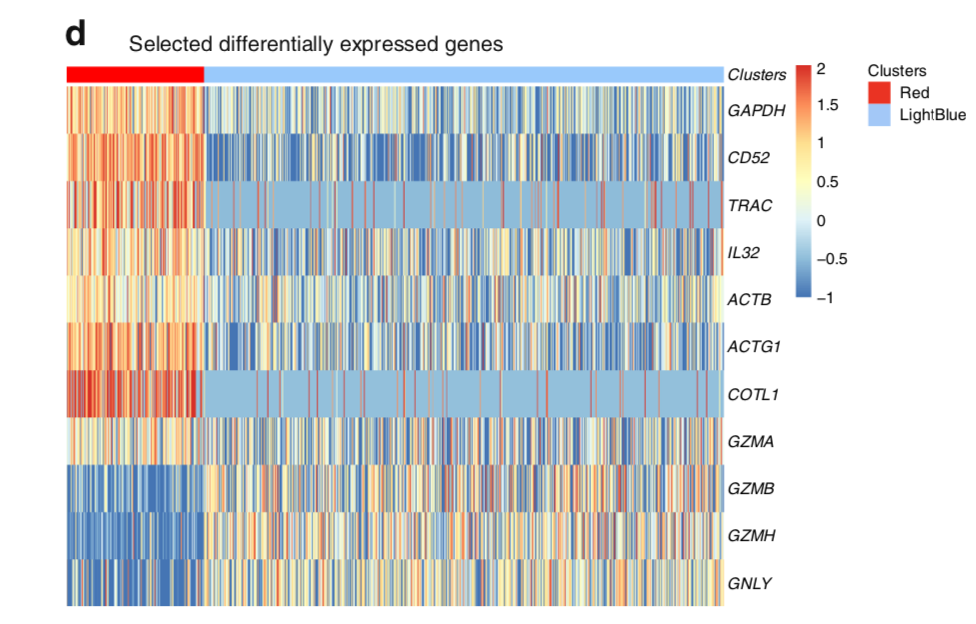 d
Selected differentially expressed genes
Clusters
GAPDH
CD52
TRAC
IL32
ACTB
ACTG1
COTL1
GZMA
GZMB
GZMH
GNLY
2
1.5
1
0.5
0
−0.5
−1
Clusters
Red
LightBlue